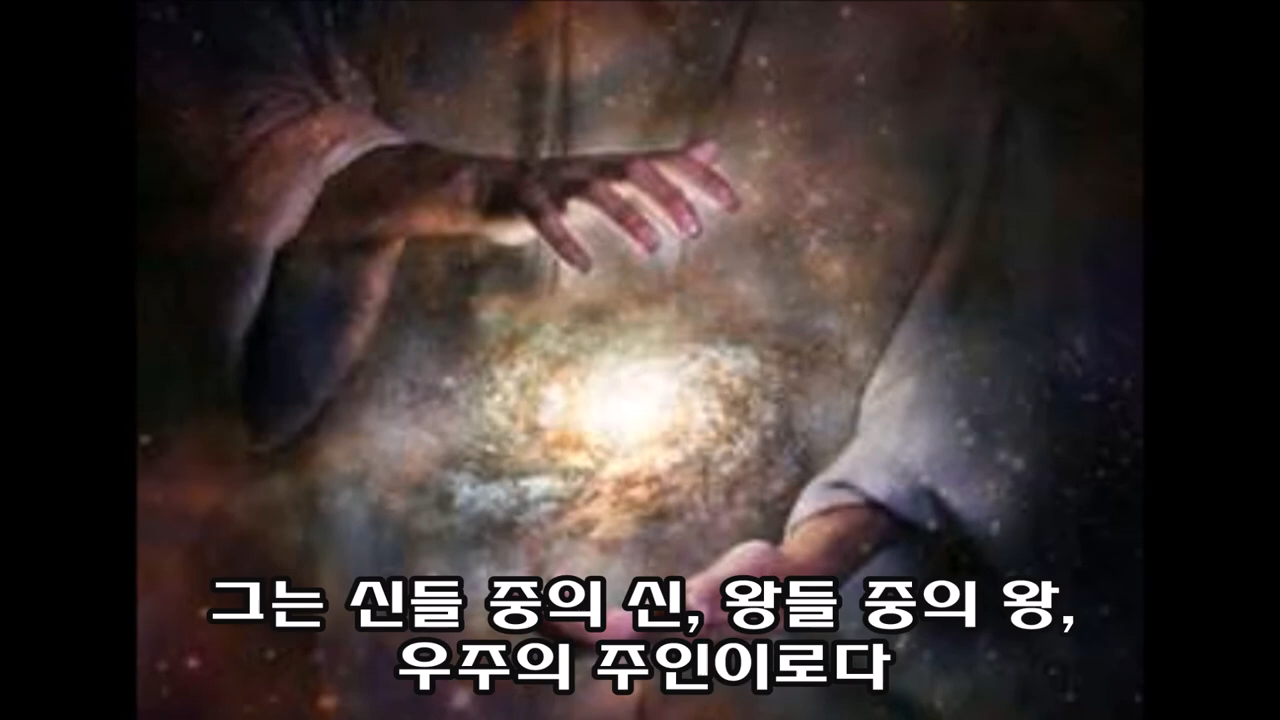 그는 신들 중의 신, 왕들 중의 왕,
우주의 주인이로다